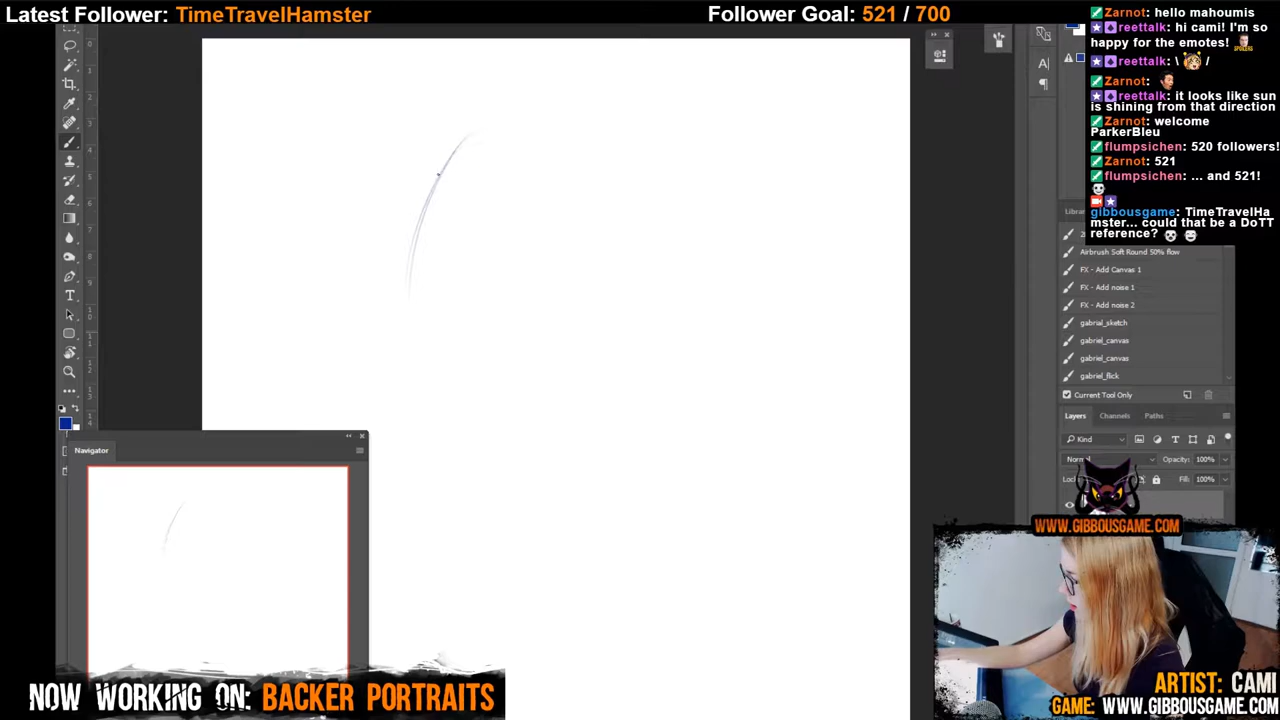 Latest Follower: TimeTravelHamster
Follower Goal: 521 / 700
Zarnot: hello mahoumis
reettalk: hi cami! I'm so
happy for the emotes!
reettalk: \ /
Zarnot:
reettalk: it looks like sun
is shining from that direction
Zarnot: welcome
ParkerBleu
flumpsichen: 520 followers!
Zarnot: 521
flumpsichen: ... and 521!
gibbousgame: TimeTravelHa
mster... could that be a DoTT
reference?
Airbrush Soft Round 50% flow
FX - Add Canvas 1
FX - Add noise 1
FX - Add noise 2
gabrial_sketch
gabriel_canvas
gabriel_canvas
gabriel_flick
Current Tool Only
Layers Channels Paths
Kind
Opacity: 100%
Fill: 100%
Navigator
WWW.GIBBOUSGAME.COM
NOW WORKING ON: BACKER PORTRAITS
ARTIST: CAMI
GAME: WWW.GIBBOUSGAME.COM